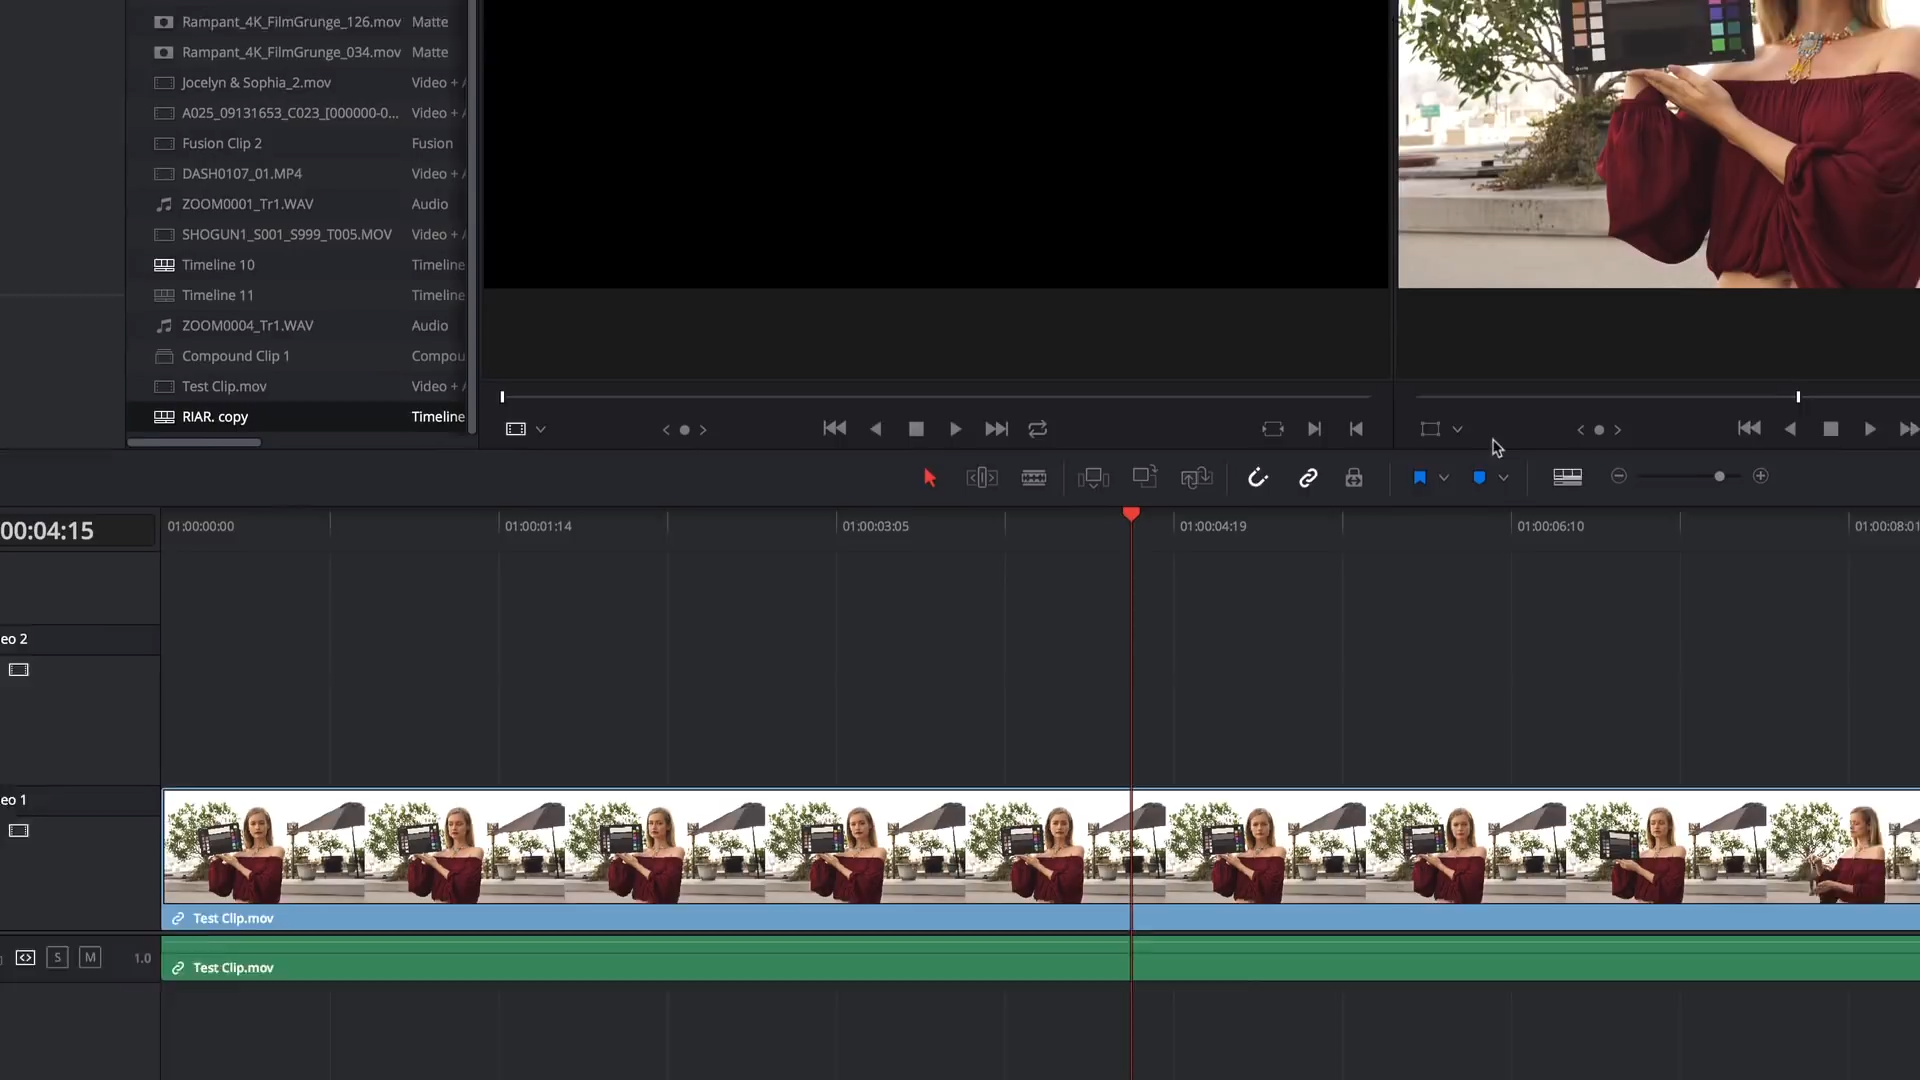 Rampant_4K_FilmGrunge_126.mov Matte
Rampant_4K_FilmGrunge_034.mov Matte
Jocelyn & Sophia_2.mov Video + A
A025_09131653_C023_[000000-0... Video + A
Fusion Clip 2 Fusion
DASH0107_01.MP4 Video + A
ZOOM0001_Tr1.WAV Audio
SHOGUN1_S001_S999_T005.MOV Video + A
Timeline 10 Timeline
Timeline 11 Timeline
ZOOM0004_Tr1.WAV Audio
Compound Clip 1 Compou
Test Clip.mov Video + A
RIAR. copy Timeline
00:04:15 01:00:00:00 01:00:01:14 01:00:03:05 01:00:04:19 01:00:06:10 01:00:08:01
eo 2
eo 1
Test Clip.mov
S M 1.0
Test Clip.mov